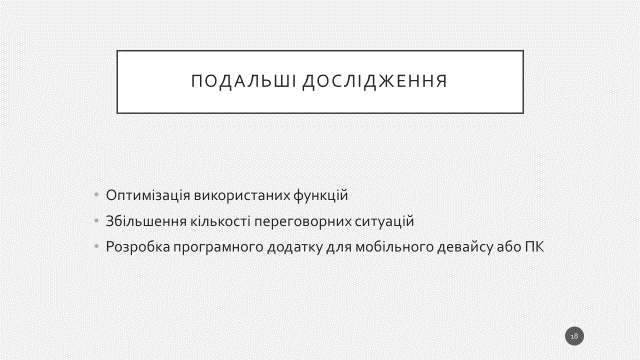 ПОДАЛЬШІ ДОСЛІДЖЕННЯ
• Оптимізація використаних функцій
• Збільшення кількості переговорних ситуацій
• Розробка програмного додатку для мобільного девайсу або ПК
18